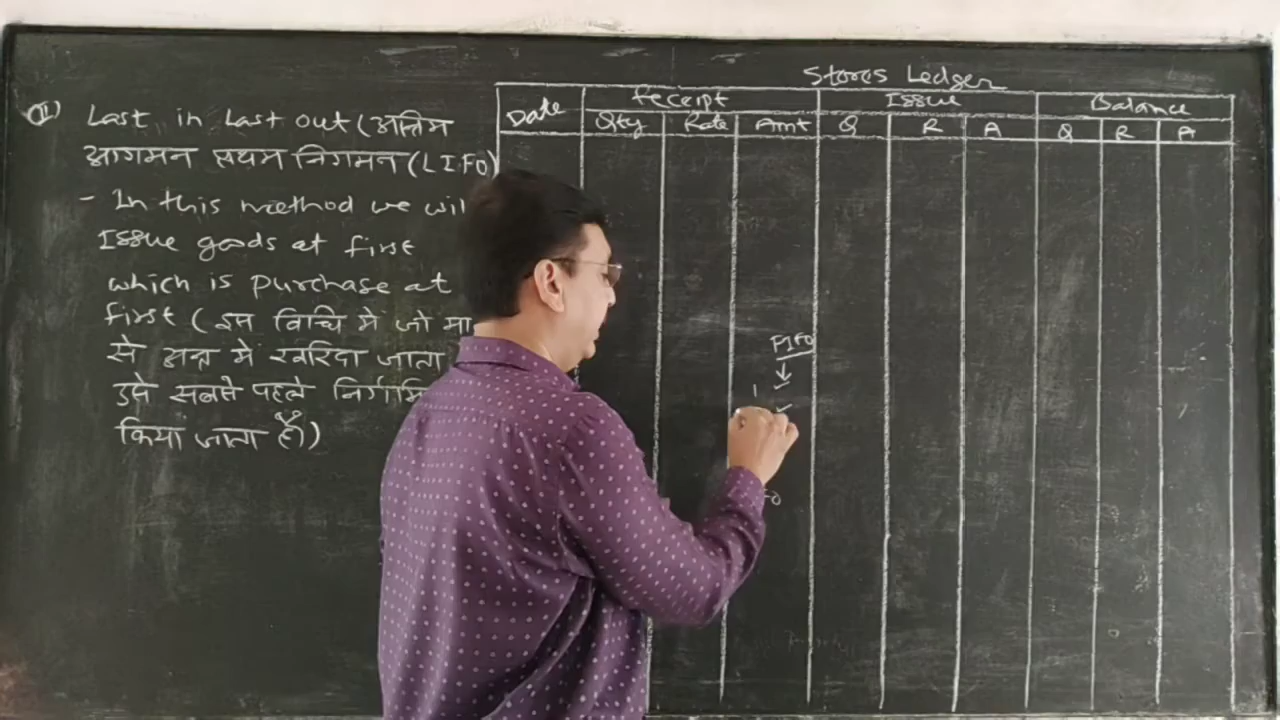 (II) Last in Last out (अन्तिम
आगमन प्रथम निगमन (LIFO)
- In this method we wil
Issue goods at first
which is purchase at
first ( इस विधि में जो मा
से अन्त में खरिदा जाता
उसे सबसे पहले निर्गमि
किया जाता है।)
Stores Ledger
Date Receipt Issue Balance
Qty Rate Amt Q R A Q R A
FIFO